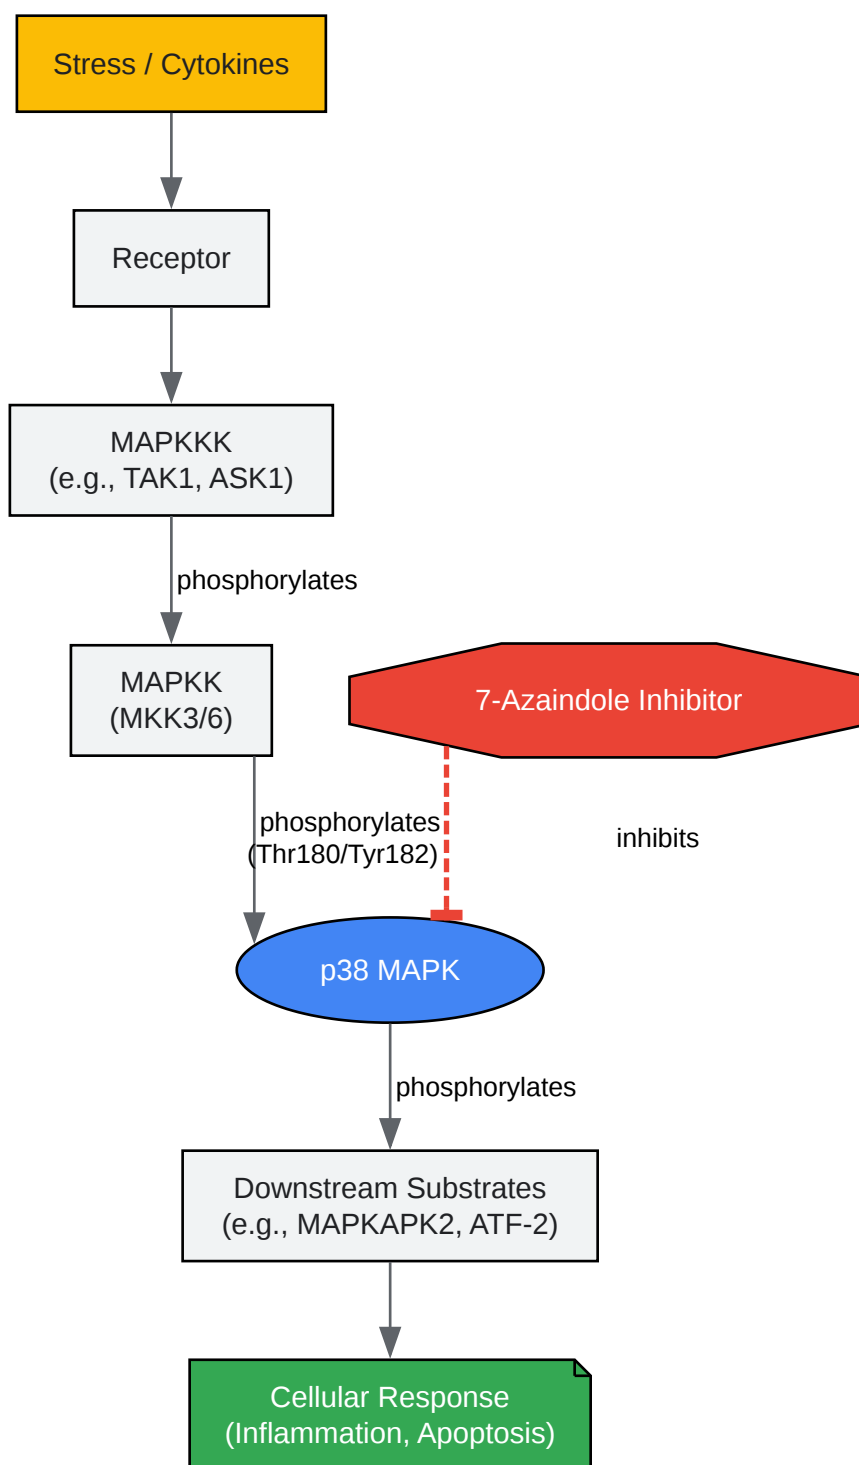 Stress / Cytokines
Receptor
MAPKKK
(e.g., TAK1, ASK1)
phosphorylates
MAPKK
(MKK3/6)
7-Azaindole Inhibitor
phosphorylates
(Thr180/Tyr182)
inhibits
p38 MAPK
phosphorylates
Downstream Substrates
(e.g., MAPKAPK2, ATF-2)
Cellular Response
(Inflammation, Apoptosis)